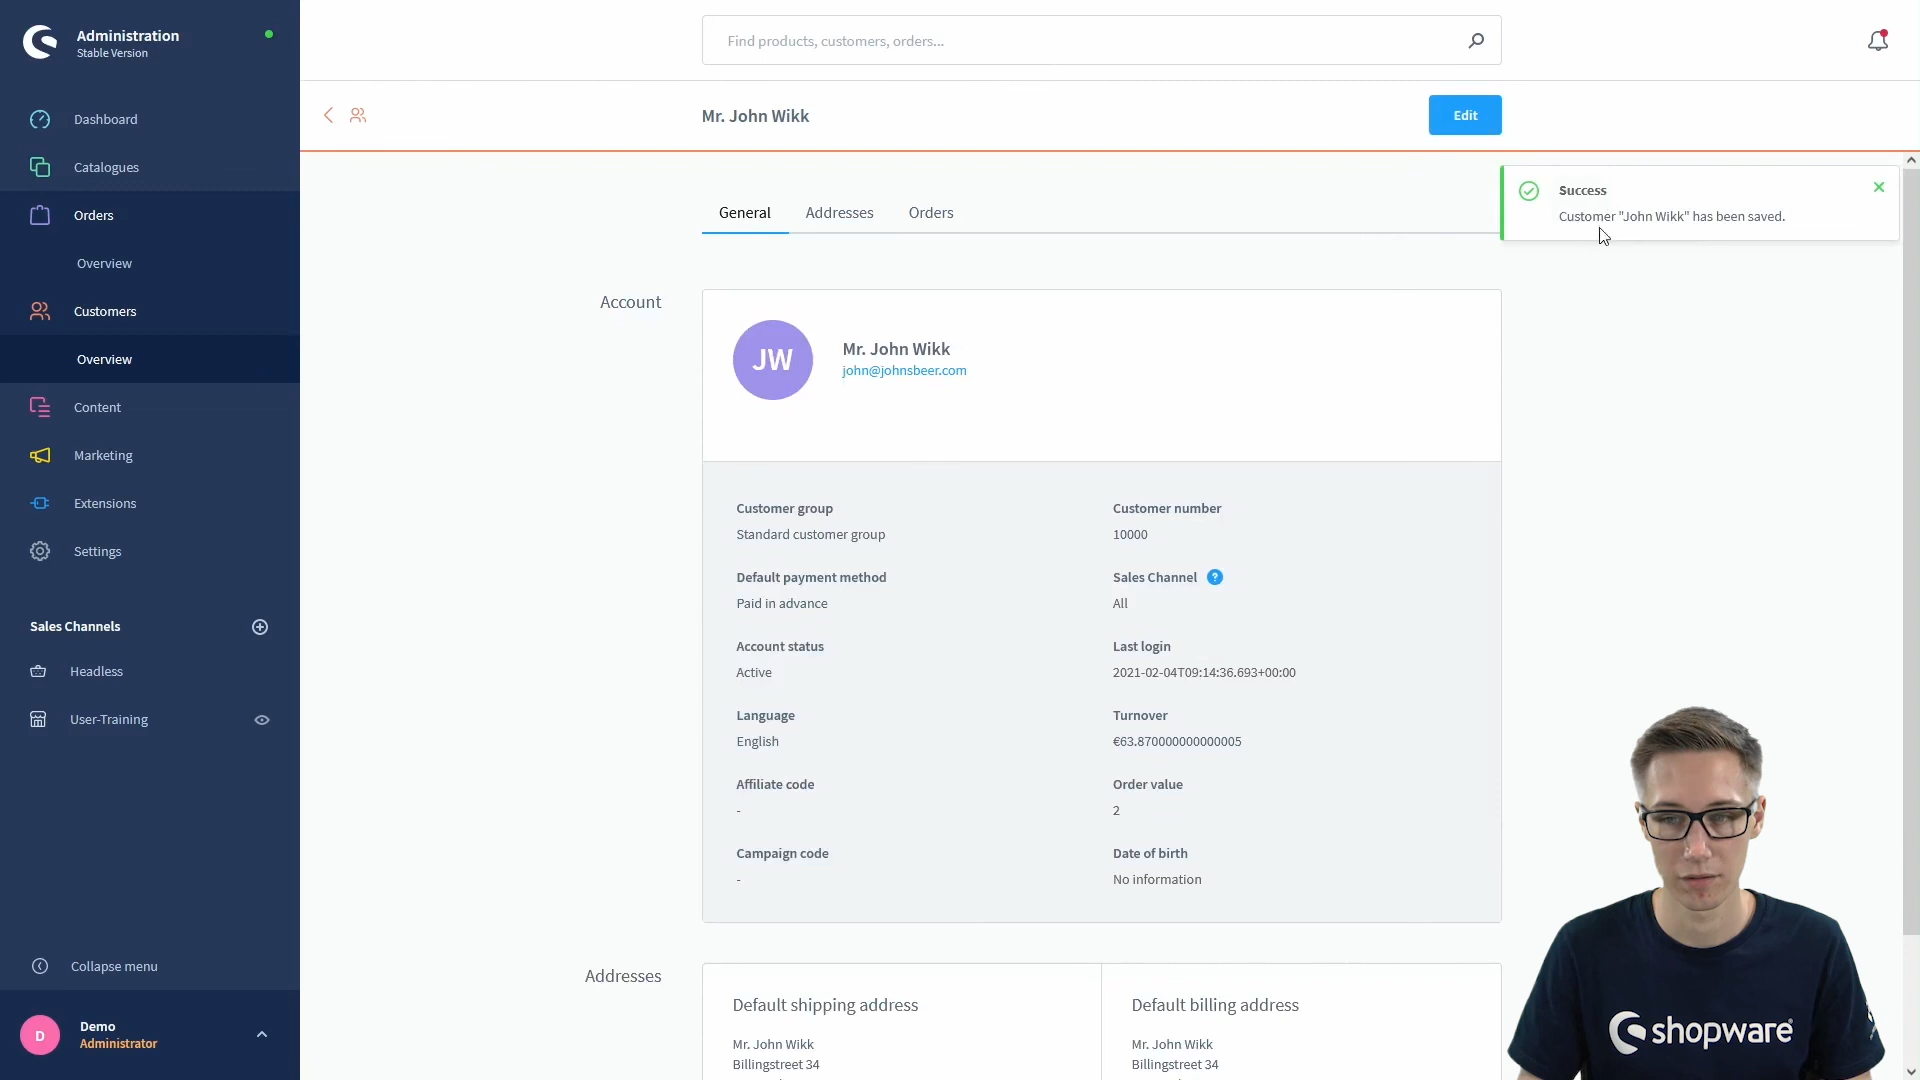 Administration
Stable Version
Find products, customers, orders...
Mr. John Wikk
Edit
Dashboard
Catalogues
Orders
Overview
Customers
Overview
Content
Marketing
Extensions
Settings
Sales Channels
Headless
User-Training
Collapse menu
D
Demo
Administrator
General Addresses Orders
Success
Customer "John Wikk" has been saved.
Account
JW
Mr. John Wikk
john@johnsbeer.com
Customer group
Standard customer group
Customer number
10000
Default payment method
Paid in advance
Sales Channel ?
All
Account status
Active
Last login
2021-02-04T09:14:36.693+00:00
Language
English
Turnover
€63.870000000000005
Affiliate code
-
Order value
2
Campaign code
-
Date of birth
No information
Addresses
Default shipping address
Mr. John Wikk
Billingstreet 34
Default billing address
Mr. John Wikk
Billingstreet 34
shopware